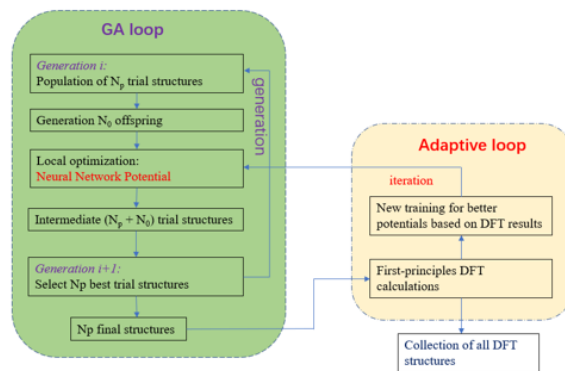 GA loop
Generation i:
Population of Np trial structures
generation
Generation N0 offspring
Local optimization:
Neural Network Potential
Intermediate (Np + N0) trial structures
Generation i+1:
Select Np best trial structures
Np final structures
Adaptive loop
iteration
New training for better
potentials based on DFT results
First-principles DFT
calculations
Collection of all DFT
structures